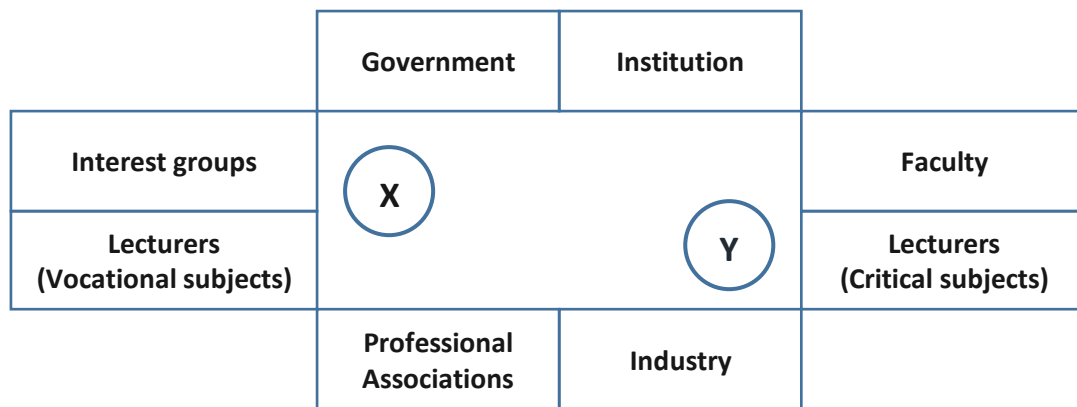 Government
Institution
Interest groups
X
Faculty
Lecturers
(Vocational subjects)
Y
Lecturers
(Critical subjects)
Professional
Associations
Industry